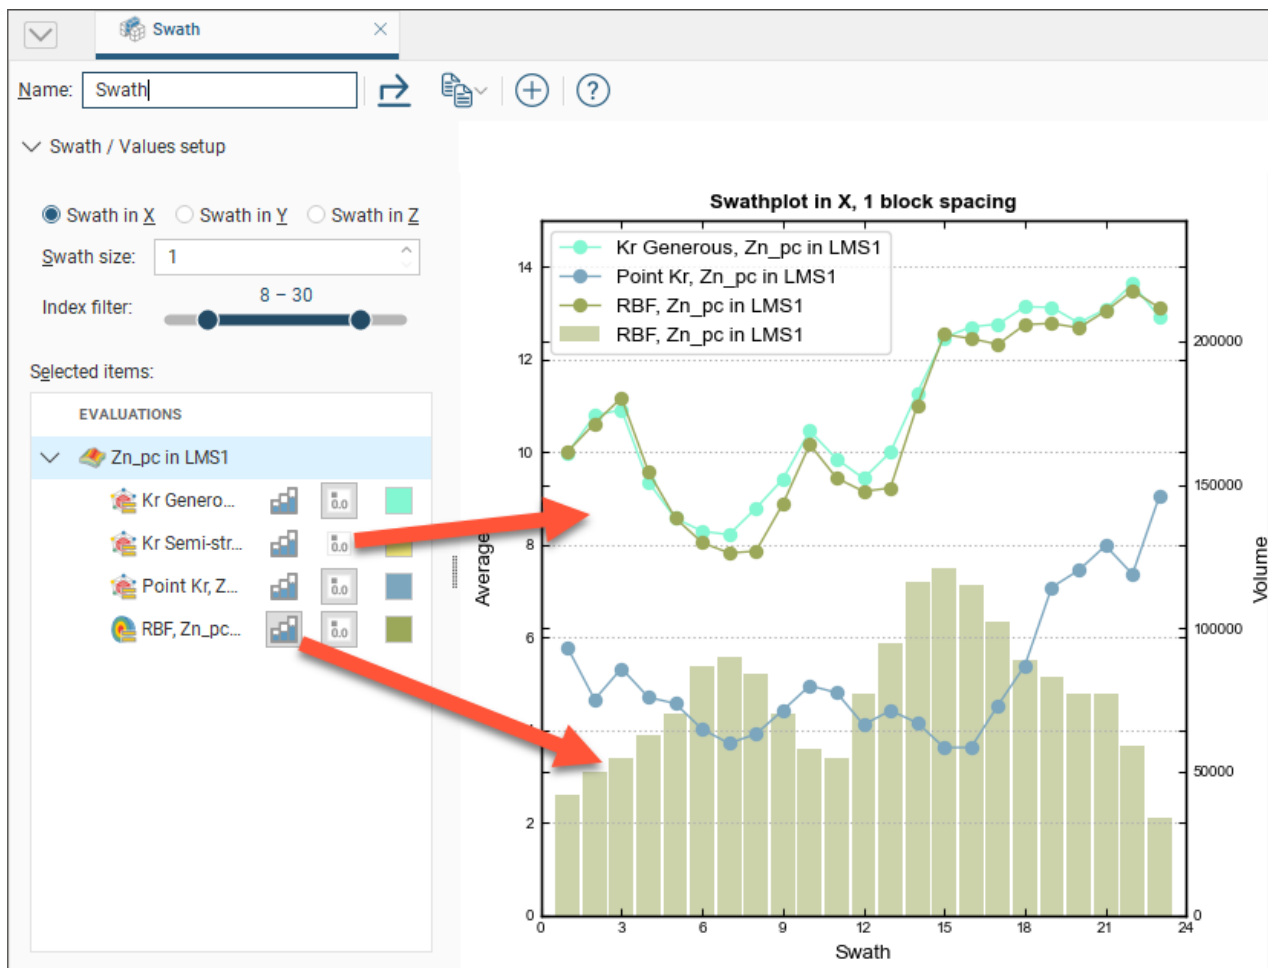 Swath
Name: Swath
Swath / Values setup
Swath in X Swath in Y Swath in Z
Swath size: 1
Index filter: 8 – 30
Selected items:
EVALUATIONS
Zn_pc in LMS1
Kr Genero... 0.0
Kr Semi-str... 0.0
Point Kr, Z... 0.0
RBF, Zn_pc... 0.0
Swathplot in X, 1 block spacing
Kr Generous, Zn_pc in LMS1
Point Kr, Zn_pc in LMS1
RBF, Zn_pc in LMS1
RBF, Zn_pc in LMS1
14
12
10
8
6
2
0
Average
200000
150000
100000
50000
0
Volume
0 3 6 9 12 15 18 21 24
Swath